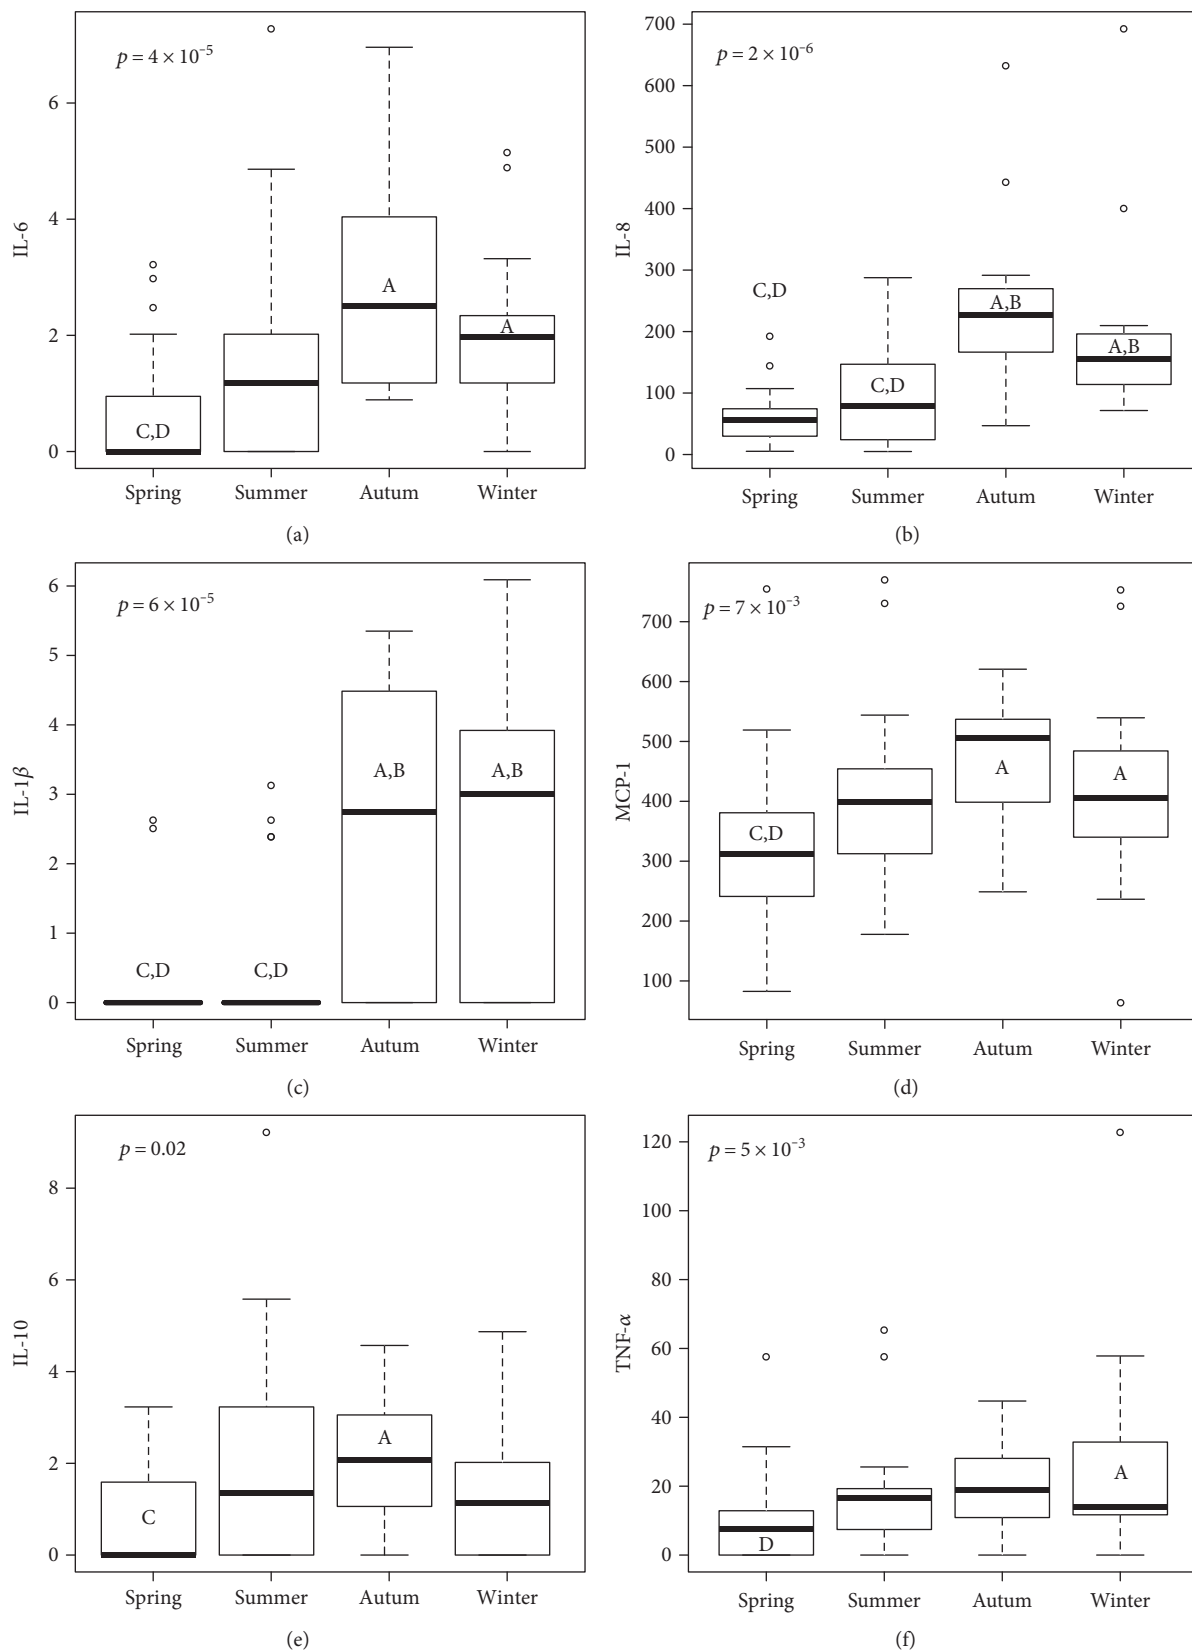 p = 4 × 10⁻⁵
IL-6
6
4
2
0
C,D
A
A
Spring Summer Autum Winter
(a)
p = 2 × 10⁻⁶
IL-8
700
600
500
400
300
200
100
0
C,D
C,D
A,B
A,B
Spring Summer Autum Winter
(b)
p = 6 × 10⁻⁵
IL-1β
6
5
4
3
2
1
0
C,D
C,D
A,B
A,B
Spring Summer Autum Winter
(c)
p = 7 × 10⁻³
MCP-1
700
600
500
400
300
200
100
C,D
A
A
Spring Summer Autum Winter
(d)
p = 0.02
IL-10
8
6
4
2
0
C
A
Spring Summer Autum Winter
(e)
p = 5 × 10⁻³
TNF-α
120
100
80
60
40
20
0
D
A
Spring Summer Autum Winter
(f)